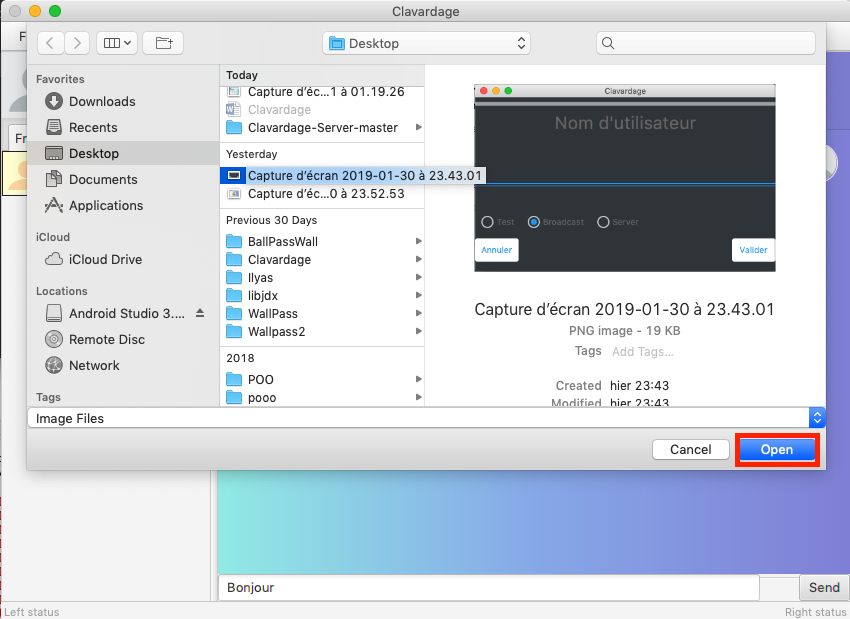 Clavardage
F
Desktop
Favorites
Downloads
Recents
Desktop
Documents
Applications
iCloud
iCloud Drive
Locations
Android Studio 3....
Remote Disc
Network
Tags
Today
Capture d'éc...1 à 01.19.26
Clavardage
Clavardage-Server-master
Yesterday
Capture d'écran 2019-01-30 à 23.43.01
Capture d'éc...0 à 23.52.53
Previous 30 Days
BallPassWall
Clavardage
Ilyas
libjdx
WallPass
Wallpass2
2018
POO
pooo
Clavardage
Nom d'utilisateur
Test
Broadcast
Server
Annuler
Valider
Capture d'écran 2019-01-30 à 23.43.01
PNG image - 19 KB
Tags Add Tags...
Created hier 23:43
Modified hier 23:43
Fr
Image Files
Cancel
Open
Bonjour
Send
Left status
Right status